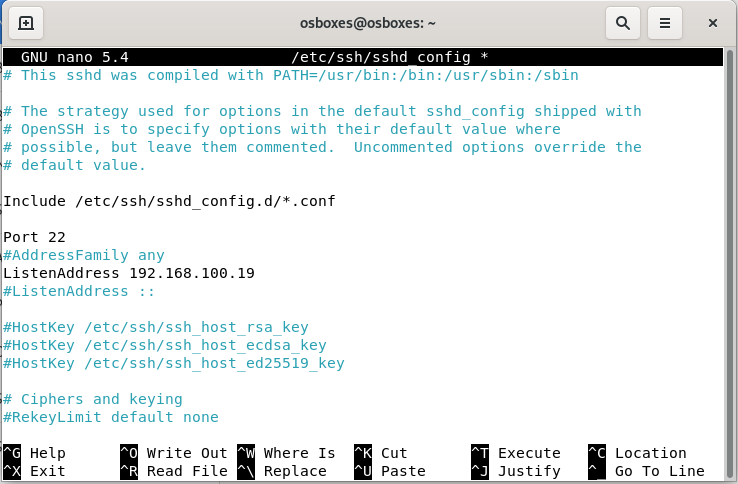 osboxes@osboxes: ~
GNU nano 5.4 /etc/ssh/sshd_config *
# This sshd was compiled with PATH=/usr/bin:/bin:/usr/sbin:/sbin
# The strategy used for options in the default sshd_config shipped with
# OpenSSH is to specify options with their default value where
# possible, but leave them commented.  Uncommented options override the
# default value.
Include /etc/ssh/sshd_config.d/*.conf
Port 22
#AddressFamily any
ListenAddress 192.168.100.19
#ListenAddress ::
#HostKey /etc/ssh/ssh_host_rsa_key
#HostKey /etc/ssh/ssh_host_ecdsa_key
#HostKey /etc/ssh/ssh_host_ed25519_key
# Ciphers and keying
#RekeyLimit default none
^G Help ^O Write Out ^W Where Is ^K Cut ^T Execute ^C Location
^X Exit ^R Read File ^\ Replace ^U Paste ^J Justify ^_ Go To Line